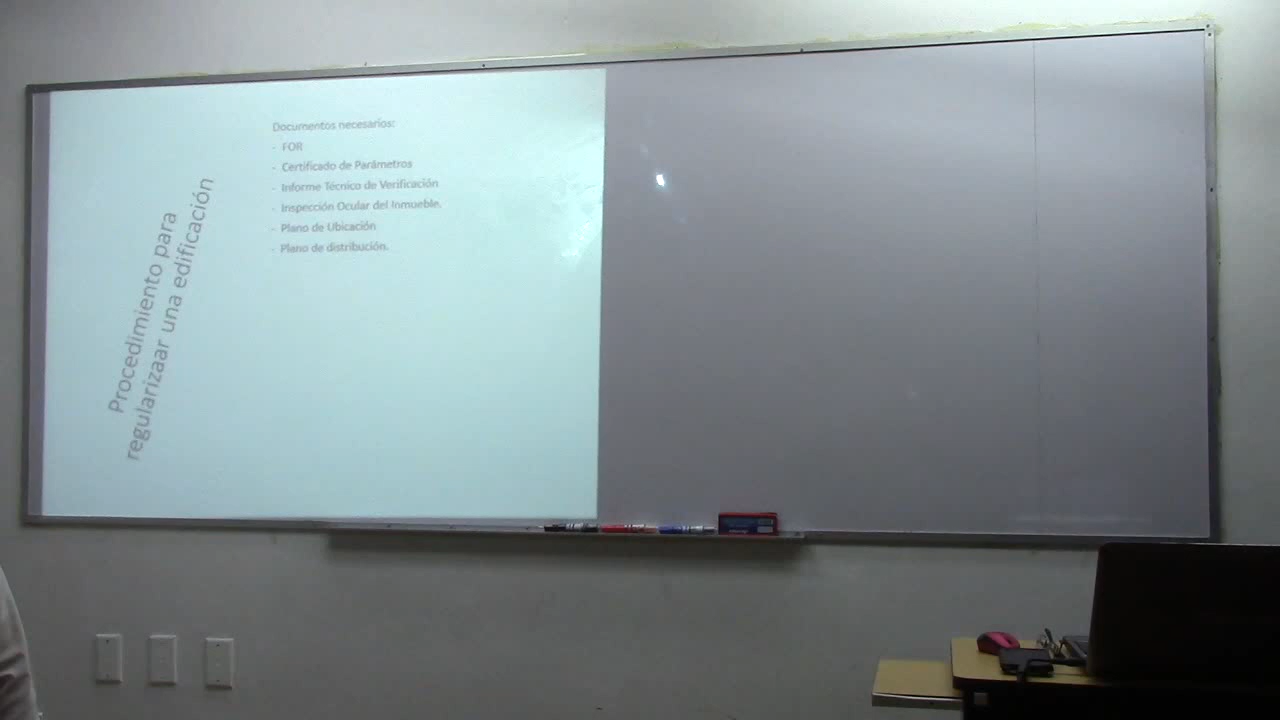 Procedimiento para
regularizaar una edificación
Documentos necesarios:
- FOR
- Certificado de Parámetros
- Informe Técnico de Verificación
- Inspección Ocular del Inmueble.
- Plano de Ubicación
- Plano de distribución.